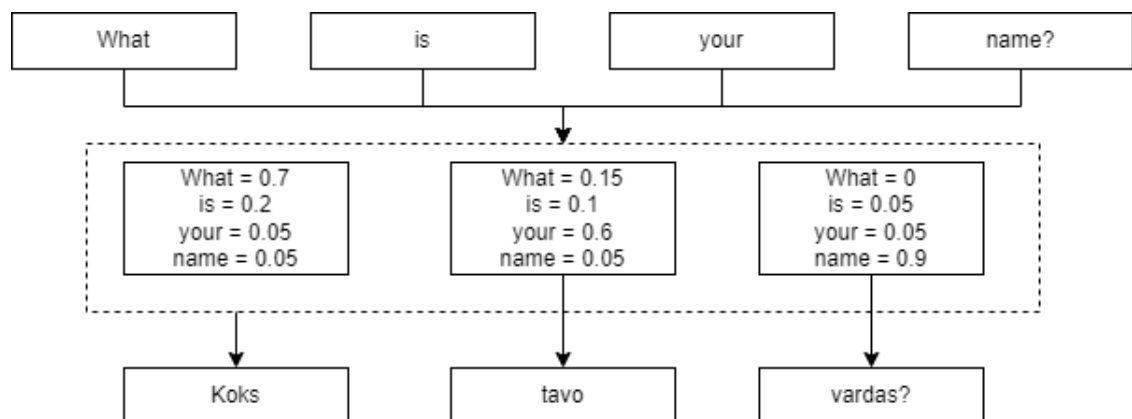 What
is
your
name?
What = 0.7
is = 0.2
your = 0.05
name = 0.05
What = 0.15
is = 0.1
your = 0.6
name = 0.05
What = 0
is = 0.05
your = 0.05
name = 0.9
Koks
tavo
vardas?